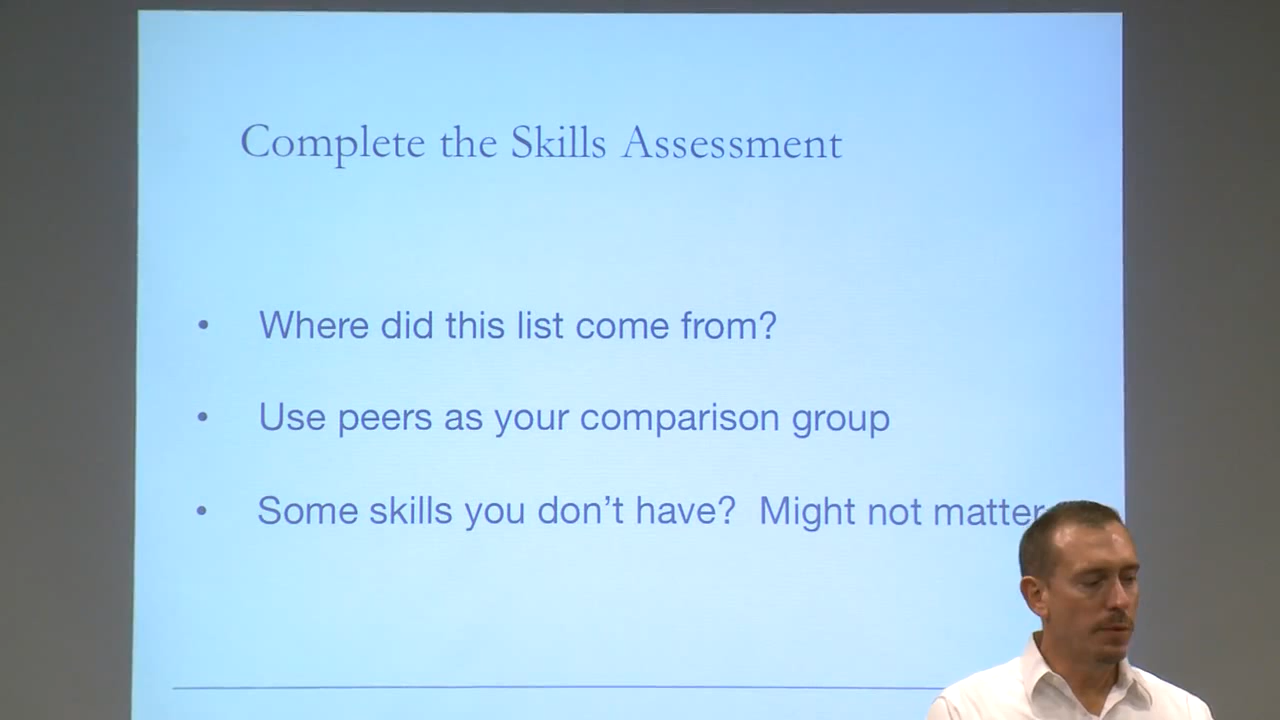 Complete the Skills Assessment
• Where did this list come from?
• Use peers as your comparison group
• Some skills you don't have?  Might not matter